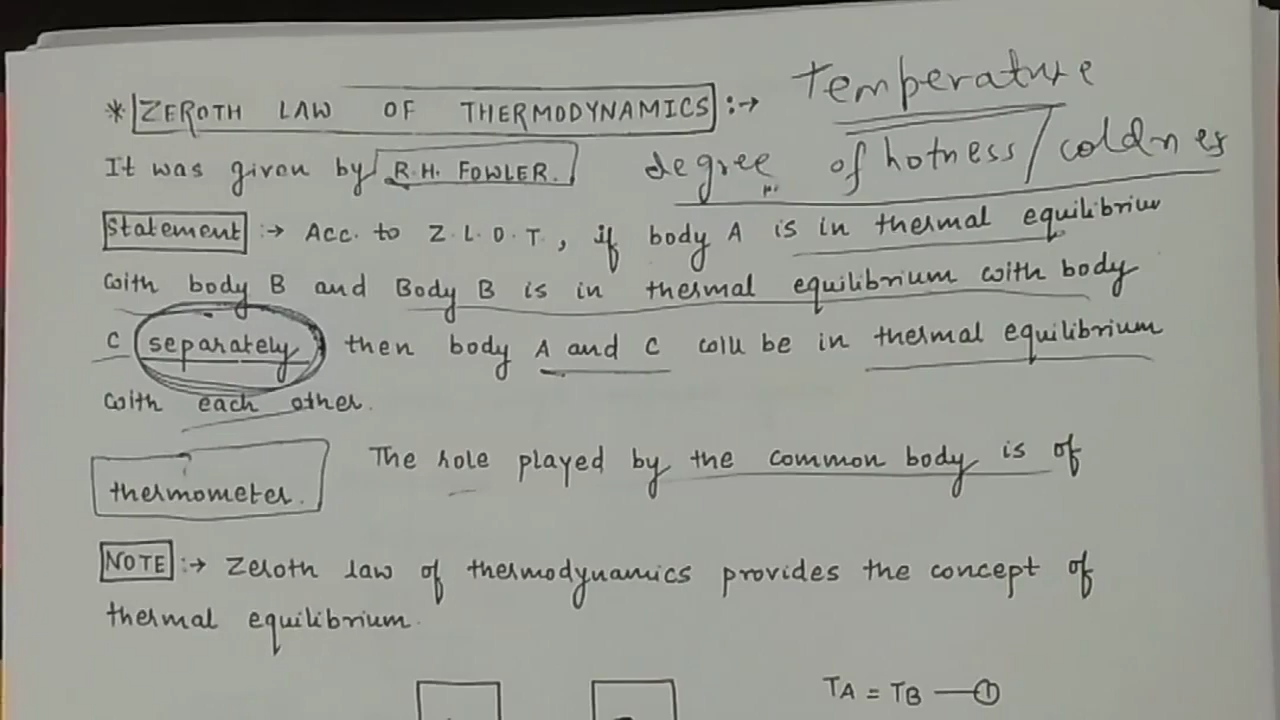 * ZEROTH LAW OF THERMODYNAMICS :→ Temperature
It was given by R.H. FOWLER. degree of hotness / coldnes
Statement :→ Acc. to Z.L.O.T, if body A is in thermal equilibrium
with body B and Body B is in thermal equilibrium with body
C separately, then body A and C will be in thermal equilibrium
with each other.
The role played by the common body is of
thermometer.
NOTE :→ Zeroth law of thermodynamics provides the concept of
thermal equilibrium.
TA = TB —①